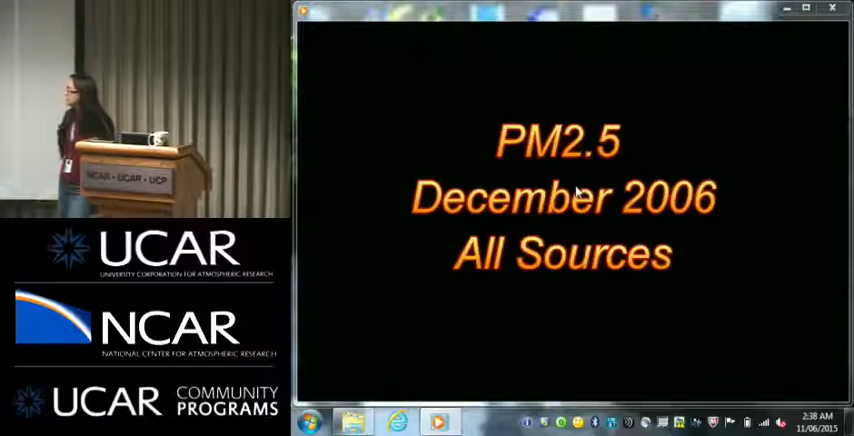 NCAR • UCAR • UCP
UCAR
UNIVERSITY CORPORATION FOR ATMOSPHERIC RESEARCH
NCAR
NATIONAL CENTER FOR ATMOSPHERIC RESEARCH
UCAR COMMUNITY
PROGRAMS
PM2.5
December 2006
All Sources
2:38 AM
11/06/2015